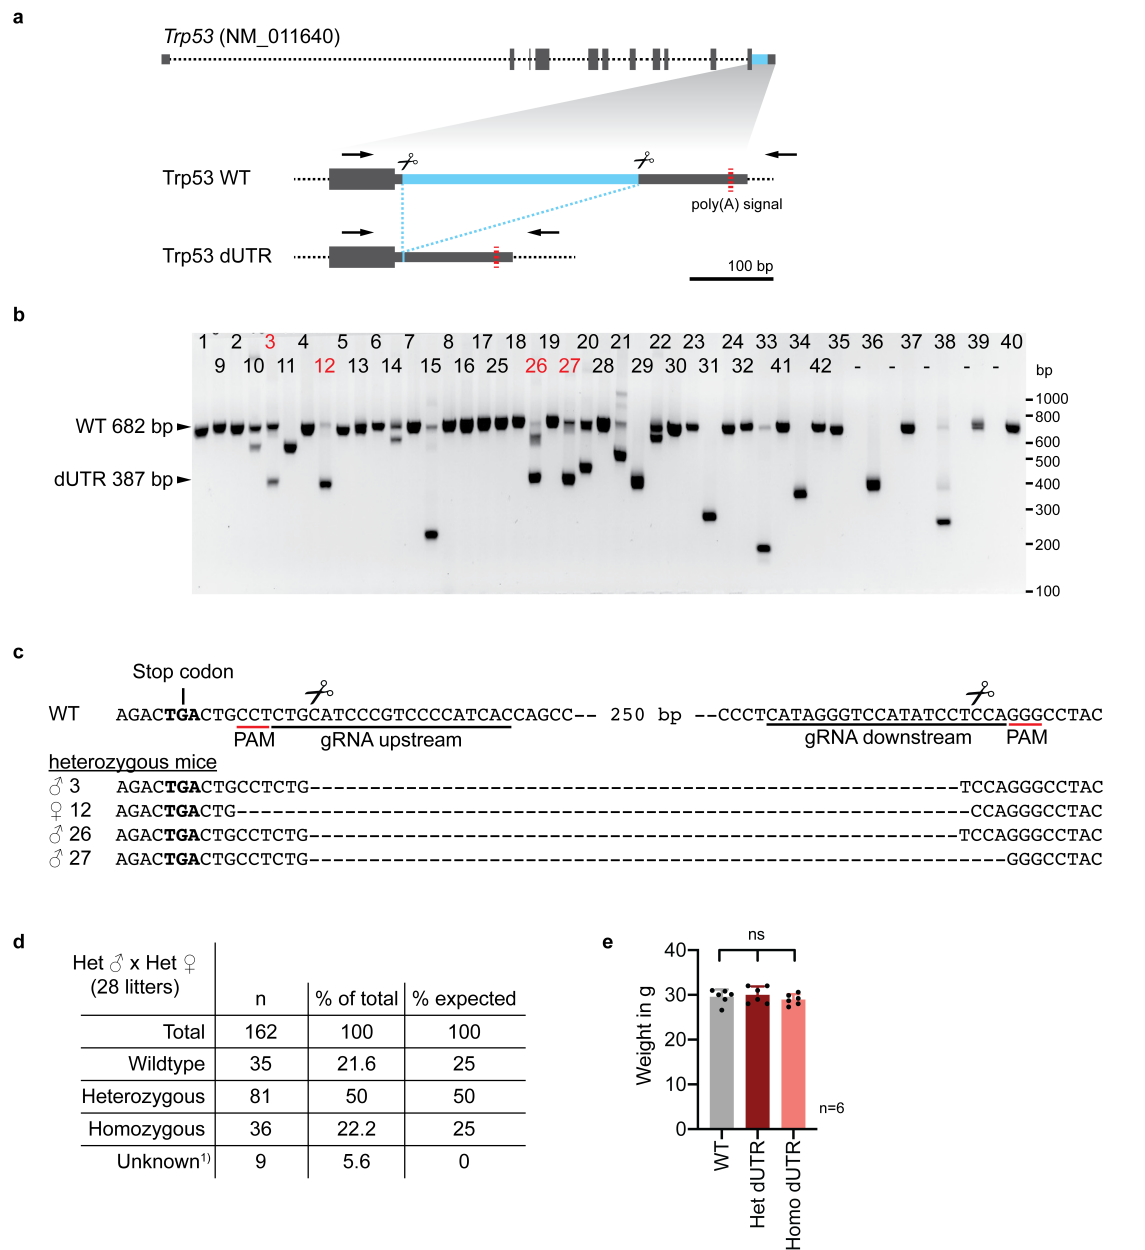 a
Trp53 (NM_011640)
Trp53 WT
poly(A) signal
Trp53 dUTR
100 bp
b
1 2 3 4 5 6 7 8 17 18 19 20 21 22 23 24 33 34 35 36 37 38 39 40
9 10 11 12 13 14 15 16 25 26 27 28 29 30 31 32 41 42 - - - - -
bp
WT 682 bp
dUTR 387 bp
1000
800
600
500
400
300
200
100
c
Stop codon
WT AGACTGACTGCCTCTGCATCCCGTCCCCATCACCAGCC-- 250 bp --CCCTCATAGGGTCCATATCCTCCAGGGCCTAC
PAM gRNA upstream gRNA downstream PAM
heterozygous mice
♂ 3 AGACTGACTGCCTCTG---------------------------------------------------------TCCAGGGCCTAC
♀ 12 AGACTGACTG----------------------------------------------------------------CCAGGGCCTAC
♂ 26 AGACTGACTGCCTCTG---------------------------------------------------------TCCAGGGCCTAC
♂ 27 AGACTGACTGCCTCTG-------------------------------------------------------------GGGCCTAC
d
Het ♂ x Het ♀
(28 litters)
n % of total % expected
Total 162 100 100
Wildtype 35 21.6 25
Heterozygous 81 50 50
Homozygous 36 22.2 25
Unknown1) 9 5.6 0
e
ns
Weight in g
40
30
20
10
0
n=6
WT
Het dUTR
Homo dUTR